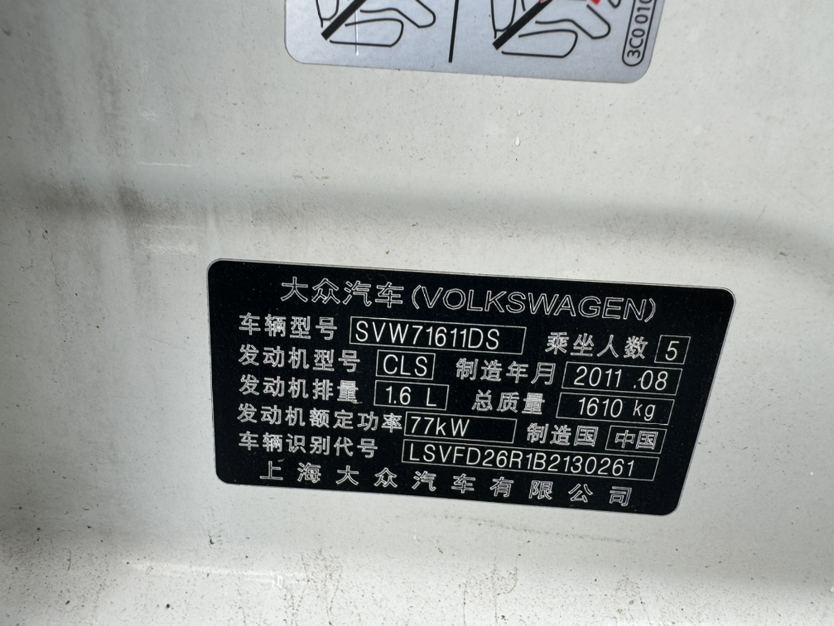 3C0 010
大众汽车(VOLKSWAGEN)
车辆型号 SVW71611DS 乘坐人数 5
发动机型号 CLS 制造年月 2011 .08
发动机排量 1.6 L 总质量 1610 kg
发动机额定功率 77kW 制造国 中国
车辆识别代号 LSVFD26R1B2130261
上海大众汽车有限公司